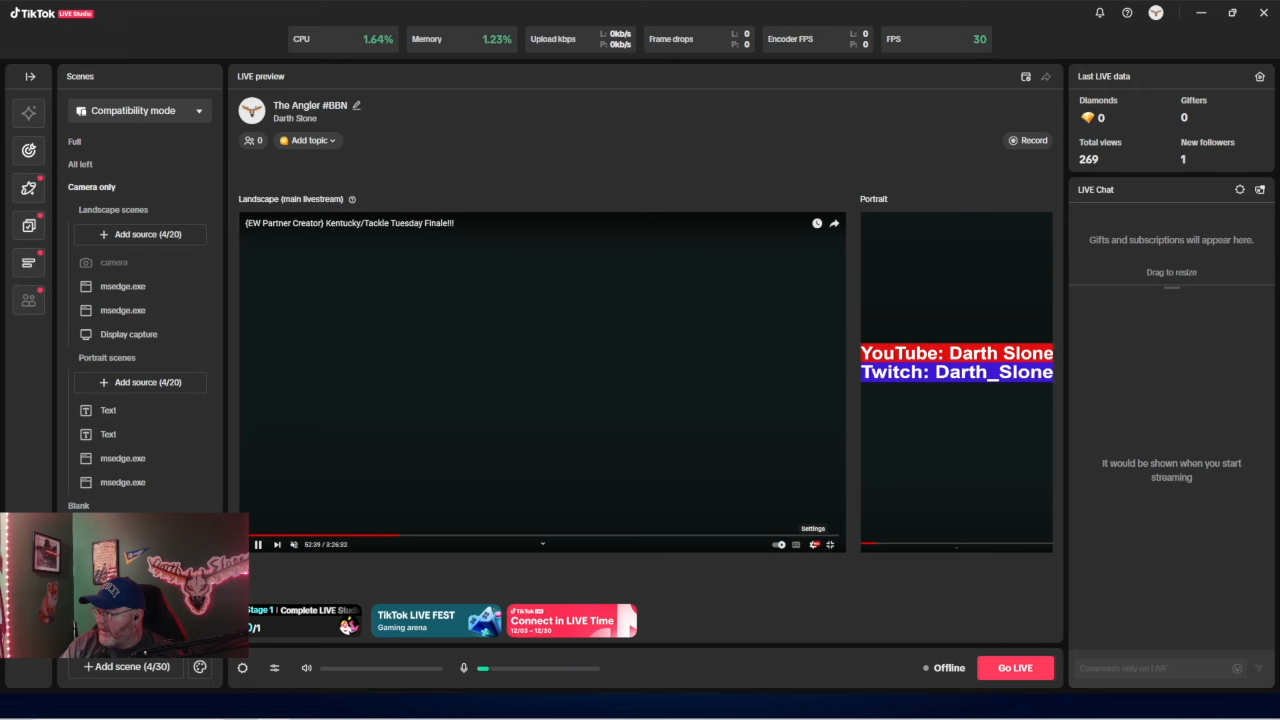 TikTok LIVE Studio
CPU 1.64%
Memory 1.23%
Upload kbps L: 0kb/s P: 0kb/s
Frame drops L: 0 P: 0
Encoder FPS L: 0 P: 0
FPS 30
Scenes
Compatibility mode
Full
All left
Camera only
Landscape scenes
+ Add source (4/20)
camera
msedge.exe
msedge.exe
Display capture
Portrait scenes
+ Add source (4/20)
Text
Text
msedge.exe
msedge.exe
Blank
+ Add scene (4/30)
LIVE preview
The Angler #BBN
Darth Slone
0
Add topic
Record
Landscape (main livestream)
Portrait
{EW Partner Creator} Kentucky/Tackle Tuesday Finale!!!
YouTube: Darth Slone
Twitch: Darth_Slone
Settings
52:39 / 3:26:32
Darth Slone
Stage 1 | Complete LIVE Stud
0/1
TikTok LIVE FEST
Gaming arena
TikTok LIVE
Connect in LIVE Time
12/03 – 12/30
Offline
Go LIVE
Last LIVE data
Diamonds
0
Gifters
0
Total views
269
New followers
1
LIVE Chat
Gifts and subscriptions will appear here.
Drag to resize
It would be shown when you start
streaming
Comments only on LIVE